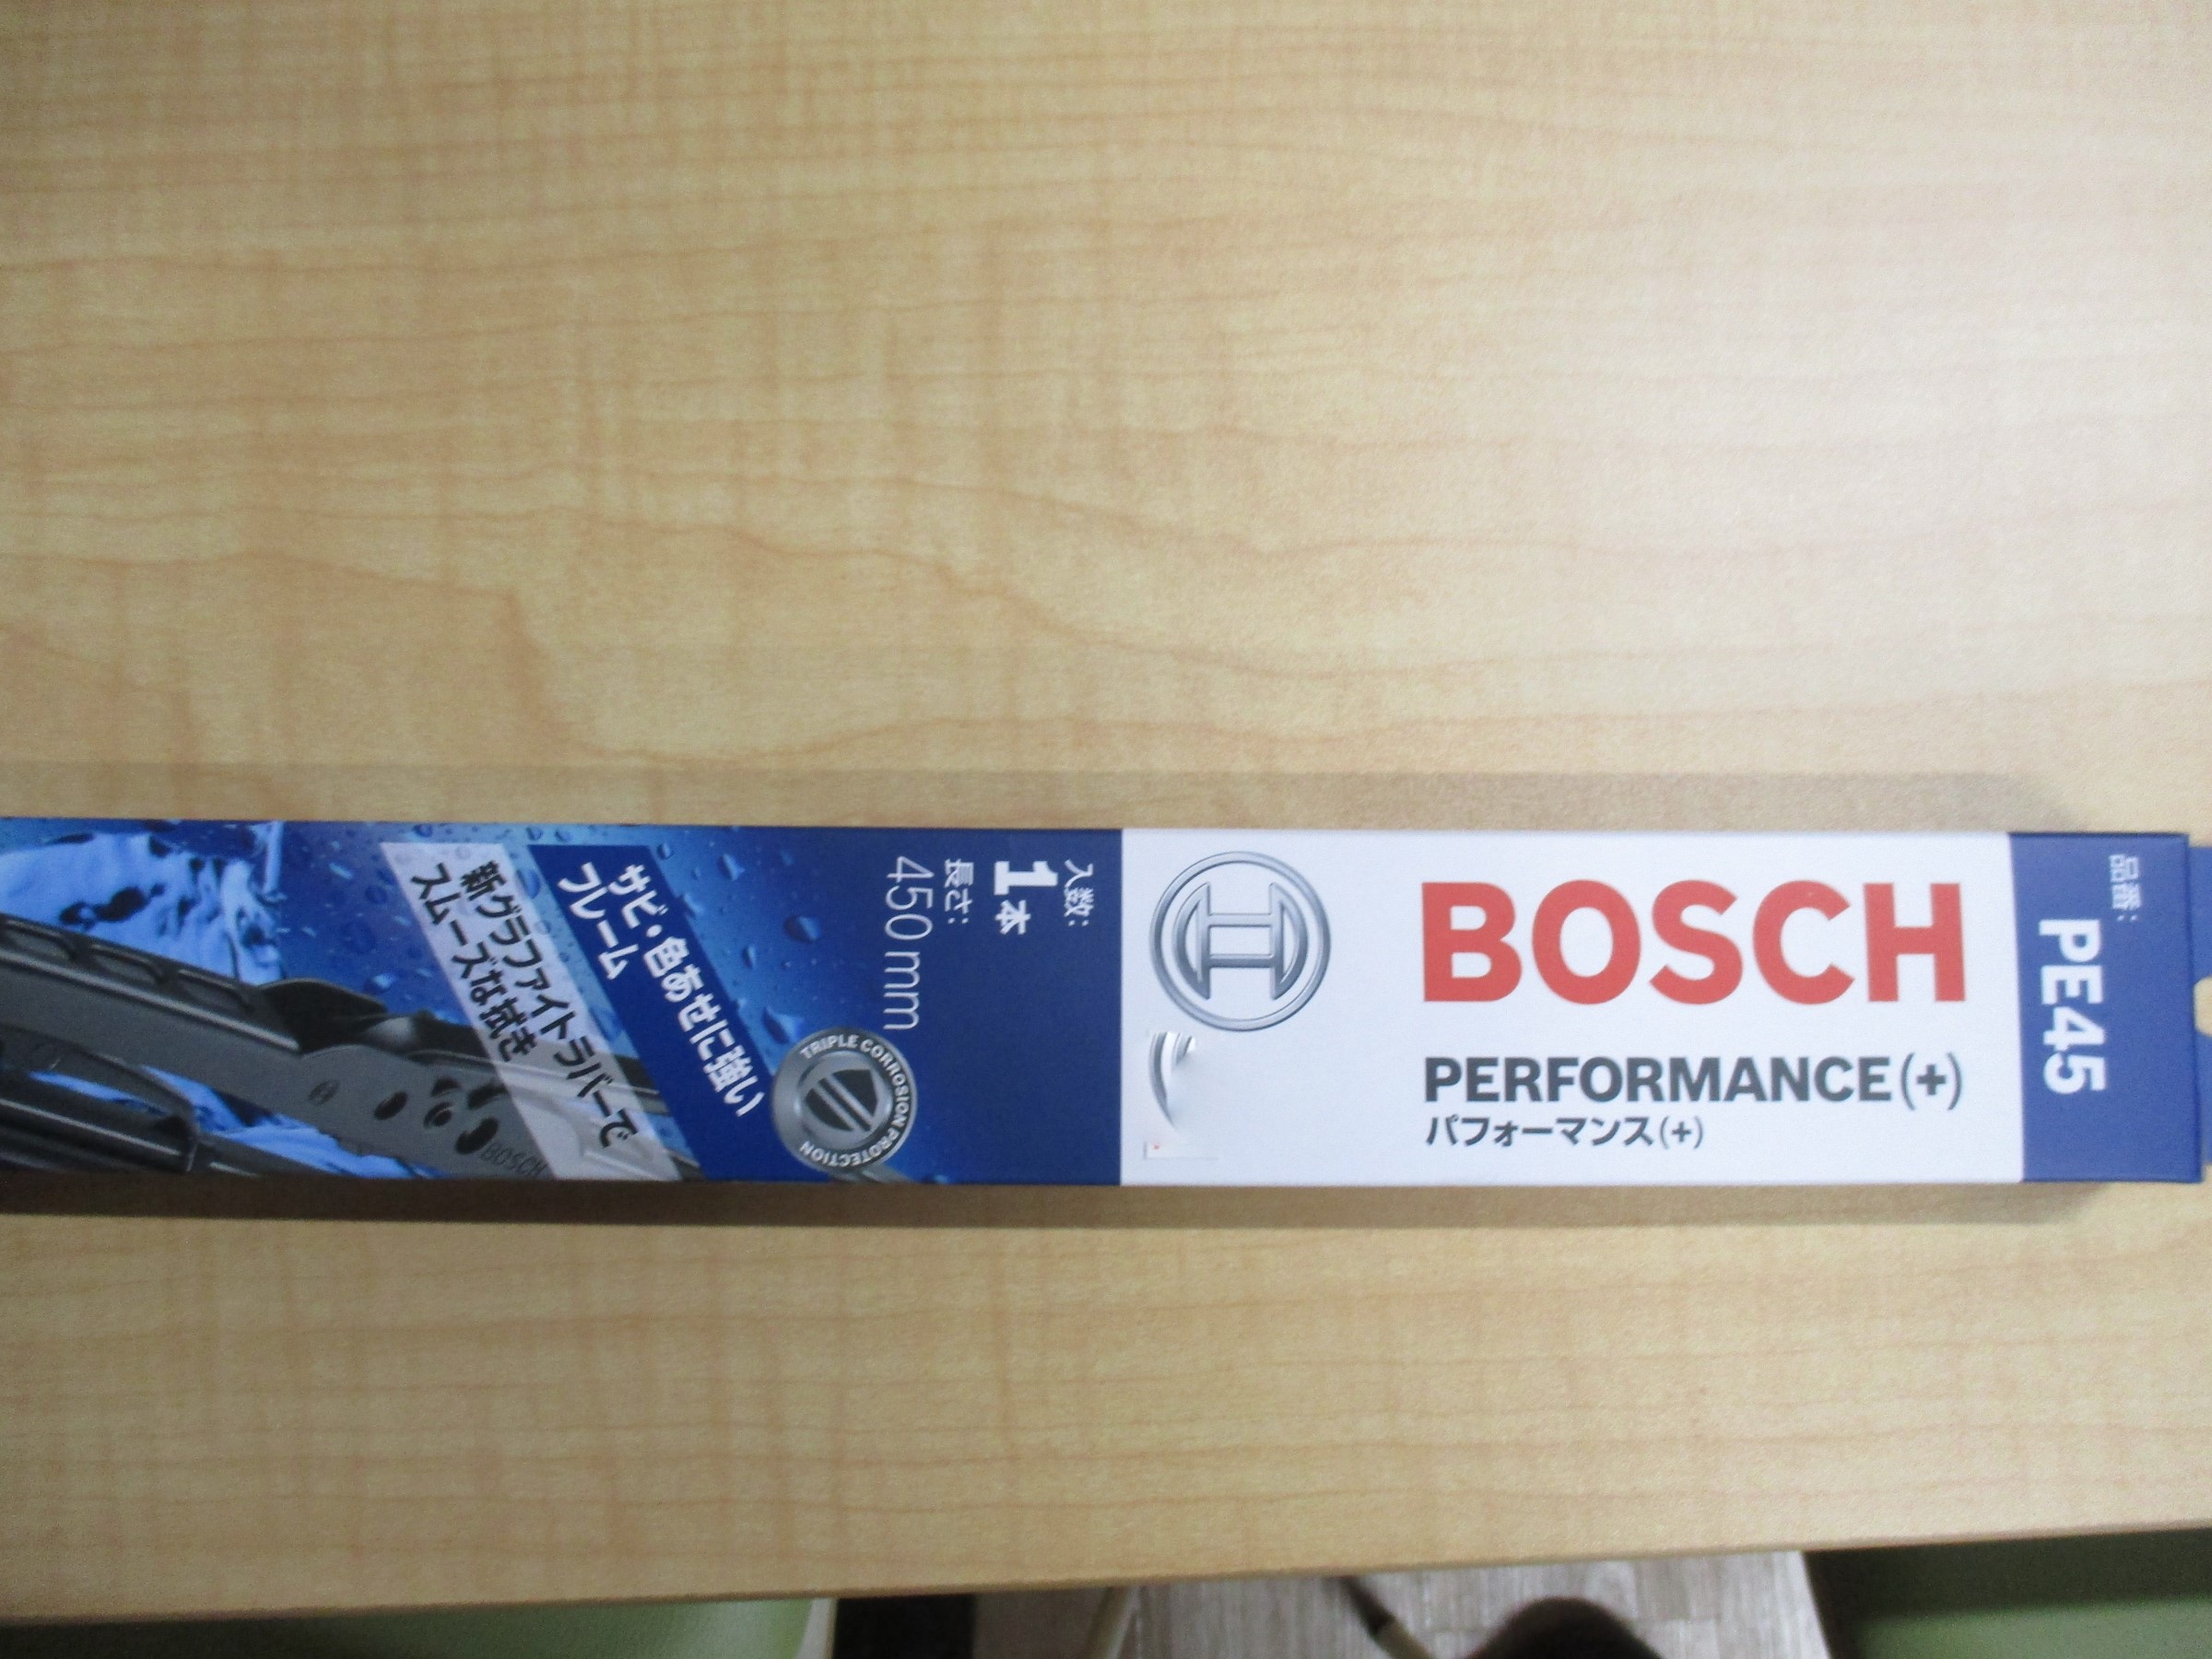 BOSCH
PERFORMANCE(+)
パフォーマンス(+)
品番:
PE45
入数:
1本
長さ:
450mm
TRIPLE CORROSION PROTECTION
サビ・色あせに強い
フレーム
新グラファイトラバーで
スムーズな拭き
BOSCH